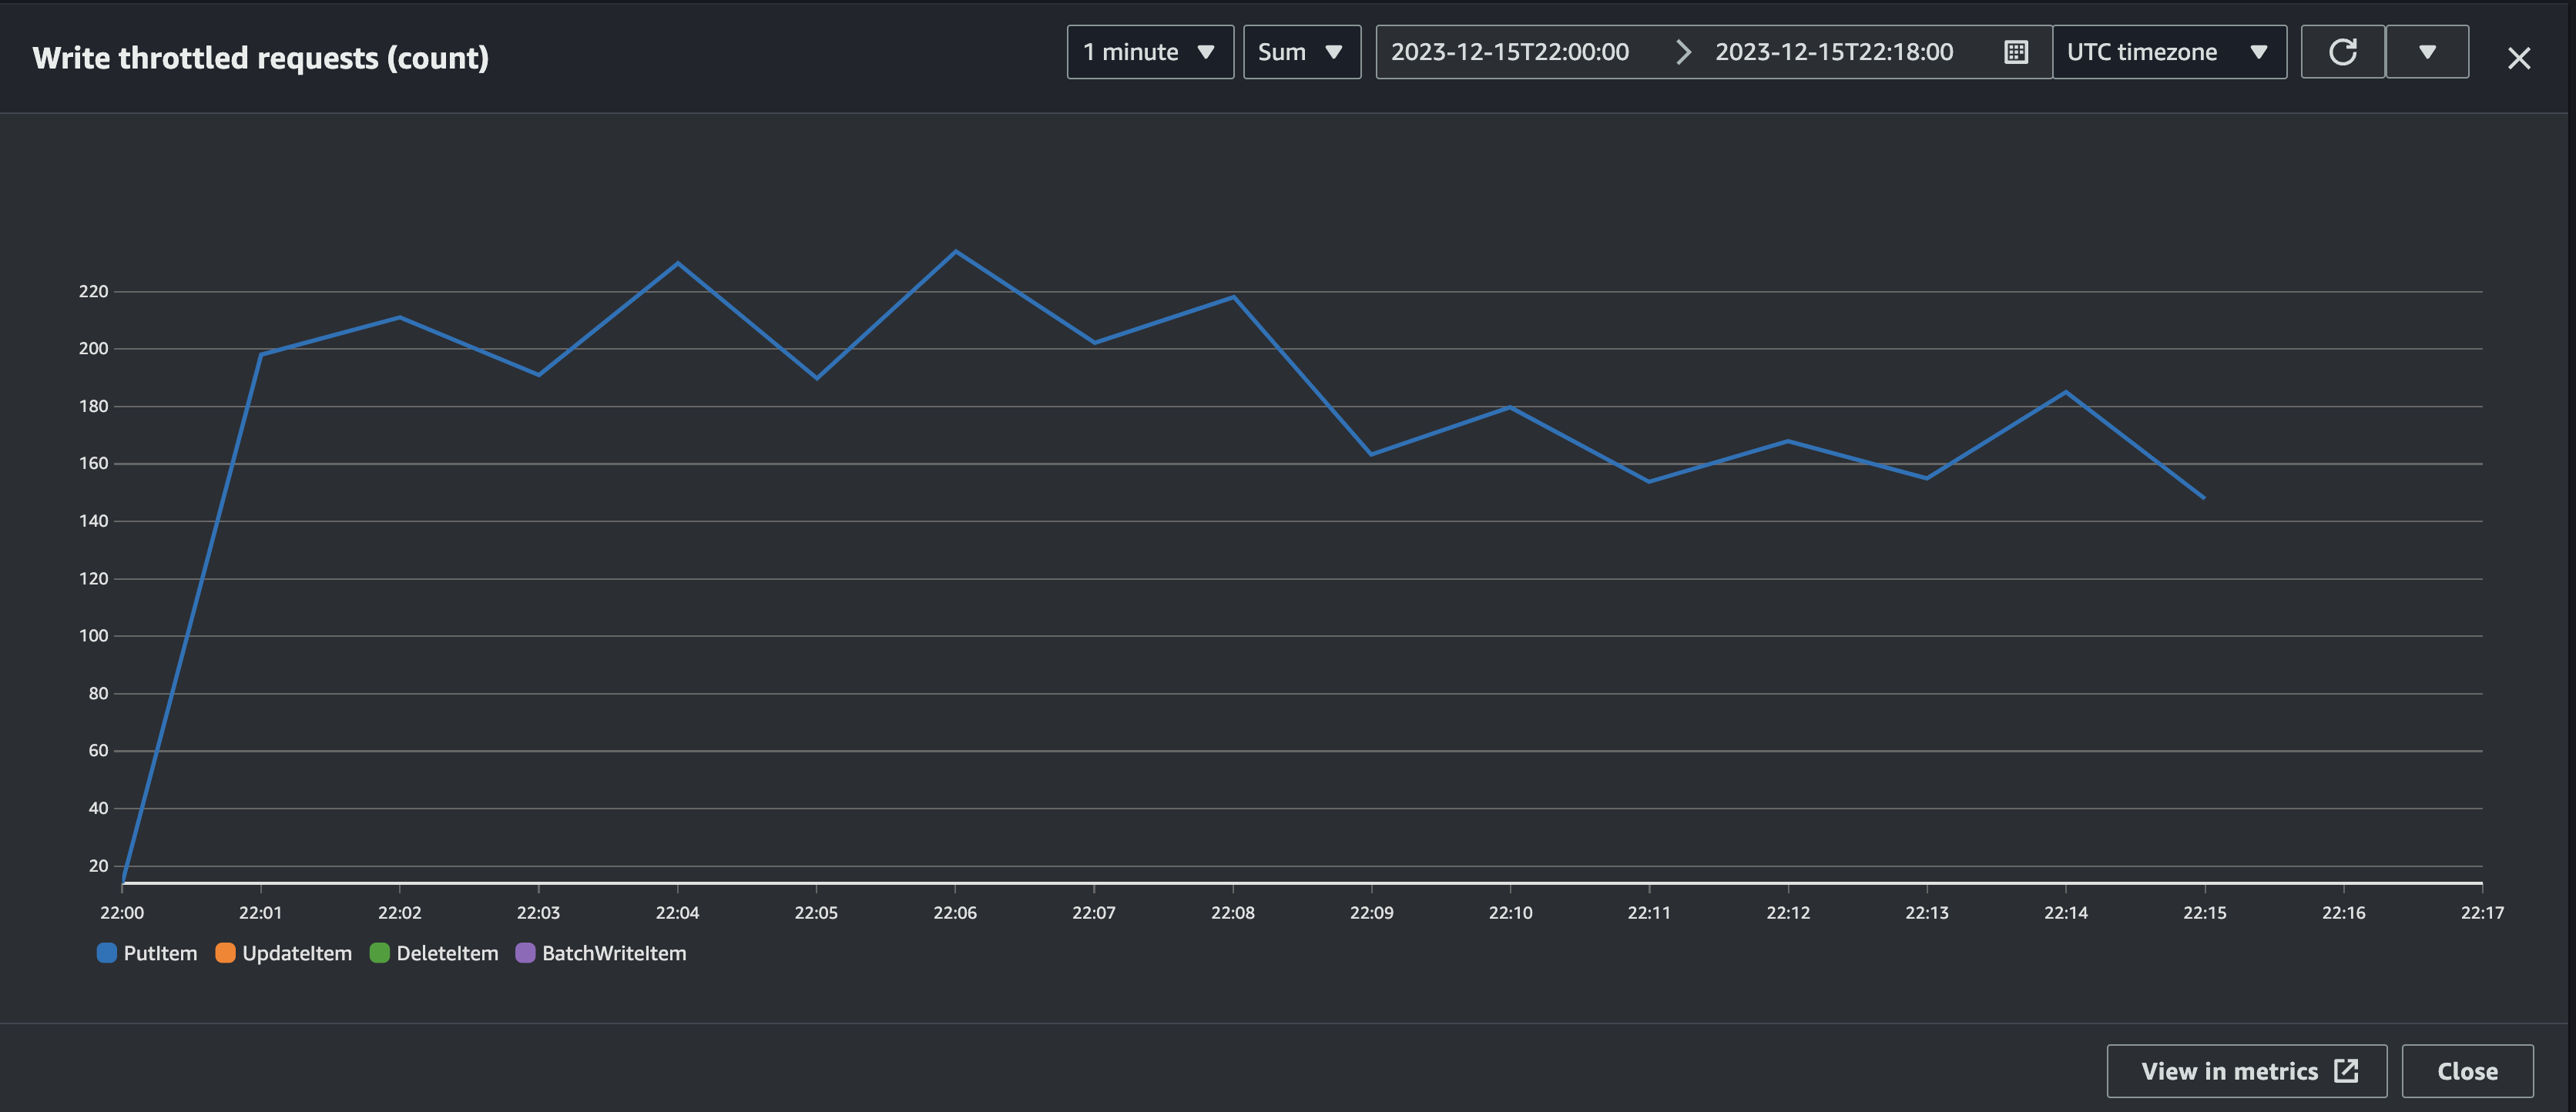 Write throttled requests (count)
1 minute Sum 2023-12-15T22:00:00 2023-12-15T22:18:00 UTC timezone
220
200
180
160
140
120
100
80
60
40
20
22:00 22:01 22:02 22:03 22:04 22:05 22:06 22:07 22:08 22:09 22:10 22:11 22:12 22:13 22:14 22:15 22:16 22:17
PutItem UpdateItem DeleteItem BatchWriteItem
View in metrics Close